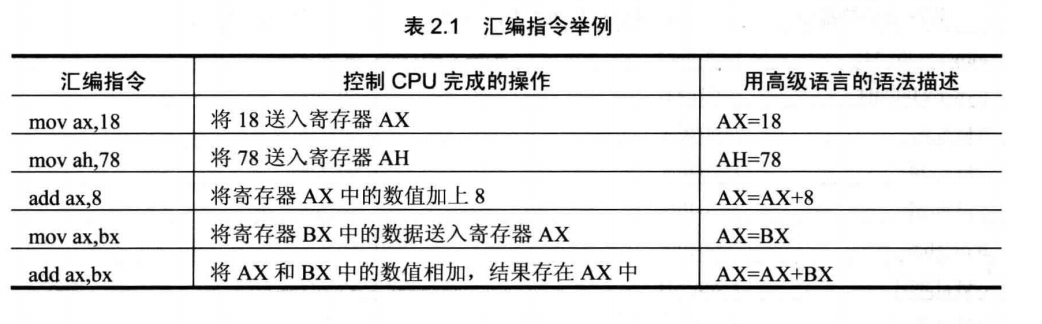 表 2.1 汇编指令举例
汇编指令 控制 CPU 完成的操作 用高级语言的语法描述
mov ax,18 将 18 送入寄存器 AX AX=18
mov ah,78 将 78 送入寄存器 AH AH=78
add ax,8 将寄存器 AX 中的数值加上 8 AX=AX+8
mov ax,bx 将寄存器 BX 中的数据送入寄存器 AX AX=BX
add ax,bx 将 AX 和 BX 中的数值相加，结果存在 AX 中 AX=AX+BX